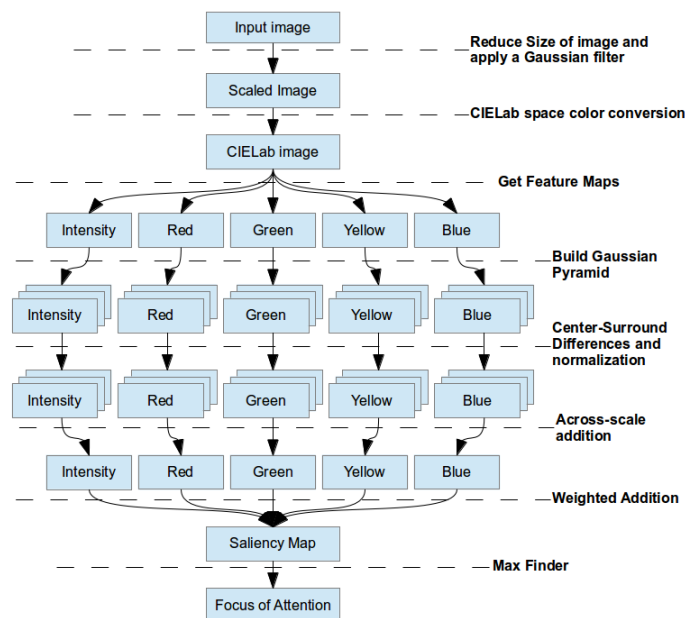 Input image
Reduce Size of image and
apply a Gaussian filter
Scaled Image
CIELab space color conversion
CIELab image
Get Feature Maps
Intensity Red Green Yellow Blue
Build Gaussian
Pyramid
Intensity Red Green Yellow Blue
Center-Surround
Differences and
normalization
Intensity Red Green Yellow Blue
Across-scale
addition
Intensity Red Green Yellow Blue
Weighted Addition
Saliency Map
Max Finder
Focus of Attention